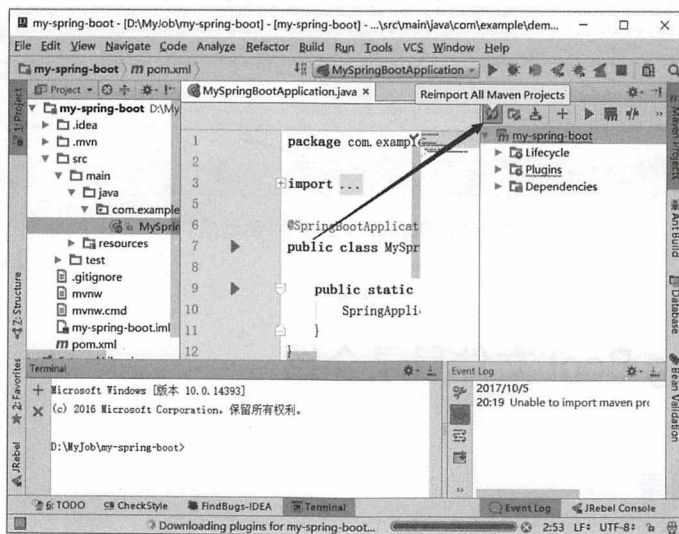 my-spring-boot - [D:\MyJob\my-spring-boot] - [my-spring-boot] - ...\src\main\java\com\example\dem...
File Edit View Navigate Code Analyze Refactor Build Run Tools VCS Window Help
my-spring-boot pom.xml MySpringBootApplication
Project MySpringBootApplication.java × Reimport All Maven Projects
1: Project
Z: Structure
2: Favorites
JRebel
my-spring-boot D:\My
.idea
.mvn
src
main
java
com.example
MySprin
resources
test
.gitignore
mvnw
mvnw.cmd
my-spring-boot.iml
pom.xml
1 package com.example
2
3 import ...
5
6 @SpringBootApplicat
7 public class MySpr
8
9 public static
10 SpringAppli
11 }
12 }
my-spring-boot
Lifecycle
Plugins
Dependencies
Maven Projects
Ant Build
Database
Bean Validation
Terminal
Microsoft Windows [版本 10.0.14393]
(c) 2016 Microsoft Corporation。保留所有权利。
D:\MyJob\my-spring-boot>
Event Log
2017/10/5
20:19 Unable to import maven pro
6: TODO CheckStyle FindBugs-IDEA Terminal Event Log JRebel Console
Downloading plugins for my-spring-boot... 2:53 LF÷ UTF-8÷